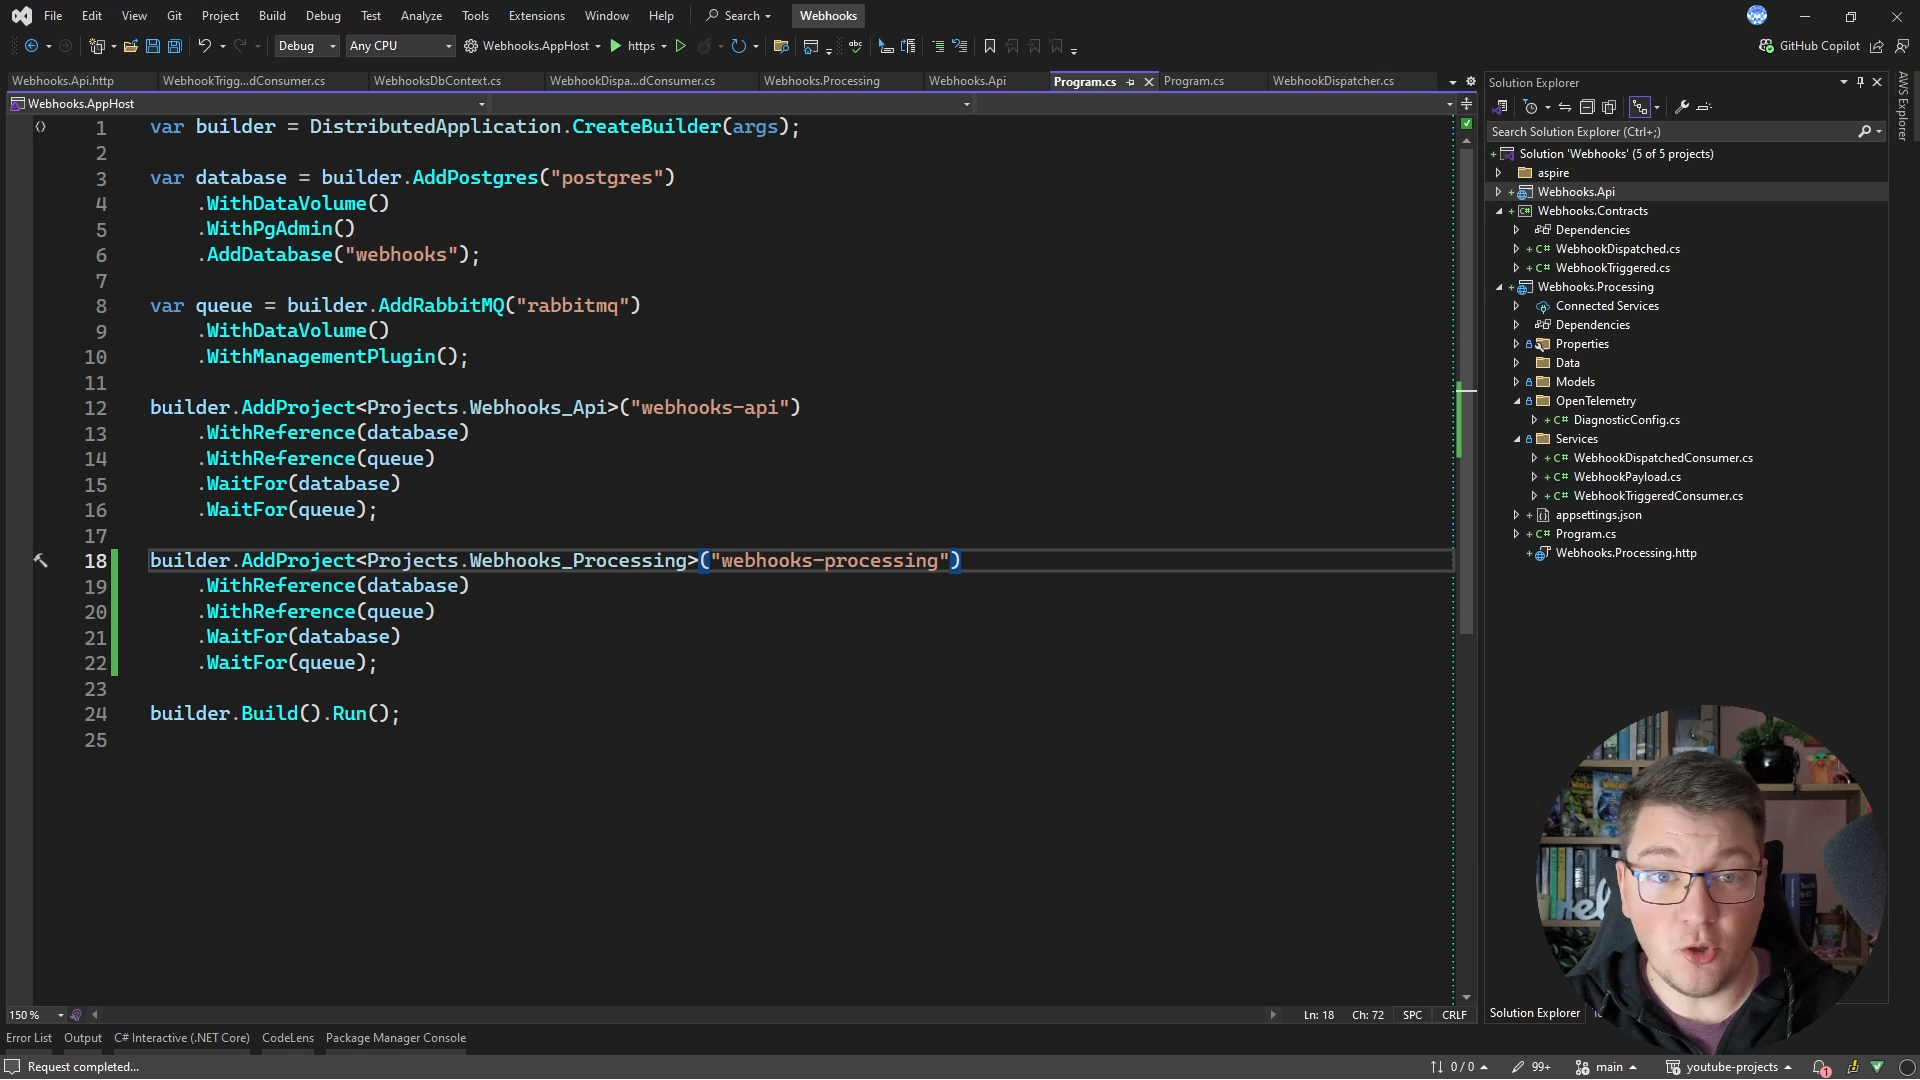 File Edit View Git Project Build Debug Test Analyze Tools Extensions Window Help Search Webhooks
Debug Any CPU Webhooks.AppHost https GitHub Copilot
Webhooks.Api.http WebhookTrigg...dConsumer.cs WebhooksDbContext.cs WebhookDispa...dConsumer.cs Webhooks.Processing Webhooks.Api Program.cs Program.cs WebhookDispatcher.cs
Webhooks.AppHost
1 var builder = DistributedApplication.CreateBuilder(args);
2
3 var database = builder.AddPostgres("postgres")
4 .WithDataVolume()
5 .WithPgAdmin()
6 .AddDatabase("webhooks");
7
8 var queue = builder.AddRabbitMQ("rabbitmq")
9 .WithDataVolume()
10 .WithManagementPlugin();
11
12 builder.AddProject<Projects.Webhooks_Api>("webhooks-api")
13 .WithReference(database)
14 .WithReference(queue)
15 .WaitFor(database)
16 .WaitFor(queue);
17
18 builder.AddProject<Projects.Webhooks_Processing>("webhooks-processing")
19 .WithReference(database)
20 .WithReference(queue)
21 .WaitFor(database)
22 .WaitFor(queue);
23
24 builder.Build().Run();
25
150 % Ln: 18 Ch: 72 SPC CRLF
Solution Explorer
Search Solution Explorer (Ctrl+;)
Solution 'Webhooks' (5 of 5 projects)
aspire
Webhooks.Api
Webhooks.Contracts
Dependencies
C# WebhookDispatched.cs
C# WebhookTriggered.cs
Webhooks.Processing
Connected Services
Dependencies
Properties
Data
Models
OpenTelemetry
C# DiagnosticConfig.cs
Services
C# WebhookDispatchedConsumer.cs
C# WebhookPayload.cs
C# WebhookTriggeredConsumer.cs
appsettings.json
C# Program.cs
Webhooks.Processing.http
Solution Explorer
AWS Explorer
Error List Output C# Interactive (.NET Core) CodeLens Package Manager Console
Request completed... 0 / 0 99+ main youtube-projects 1